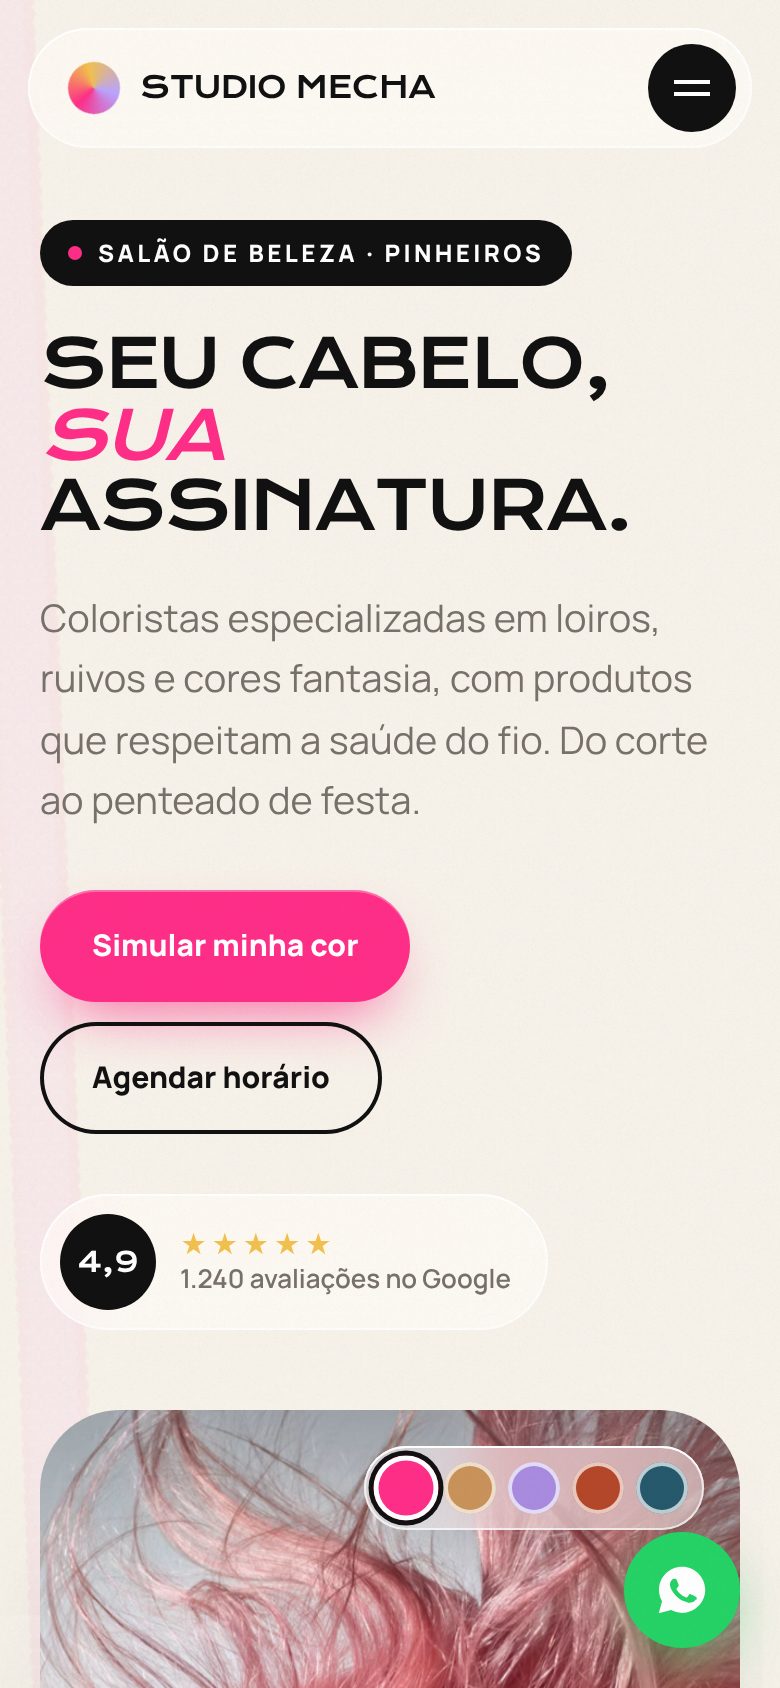 STUDIO MECHA
SALÃO DE BELEZA · PINHEIROS
SEU CABELO,
SUA
ASSINATURA.
Coloristas especializadas em loiros,
ruivos e cores fantasia, com produtos
que respeitam a saúde do fio. Do corte
ao penteado de festa.
Simular minha cor
Agendar horário
4,9
★★★★★
1.240 avaliações no Google